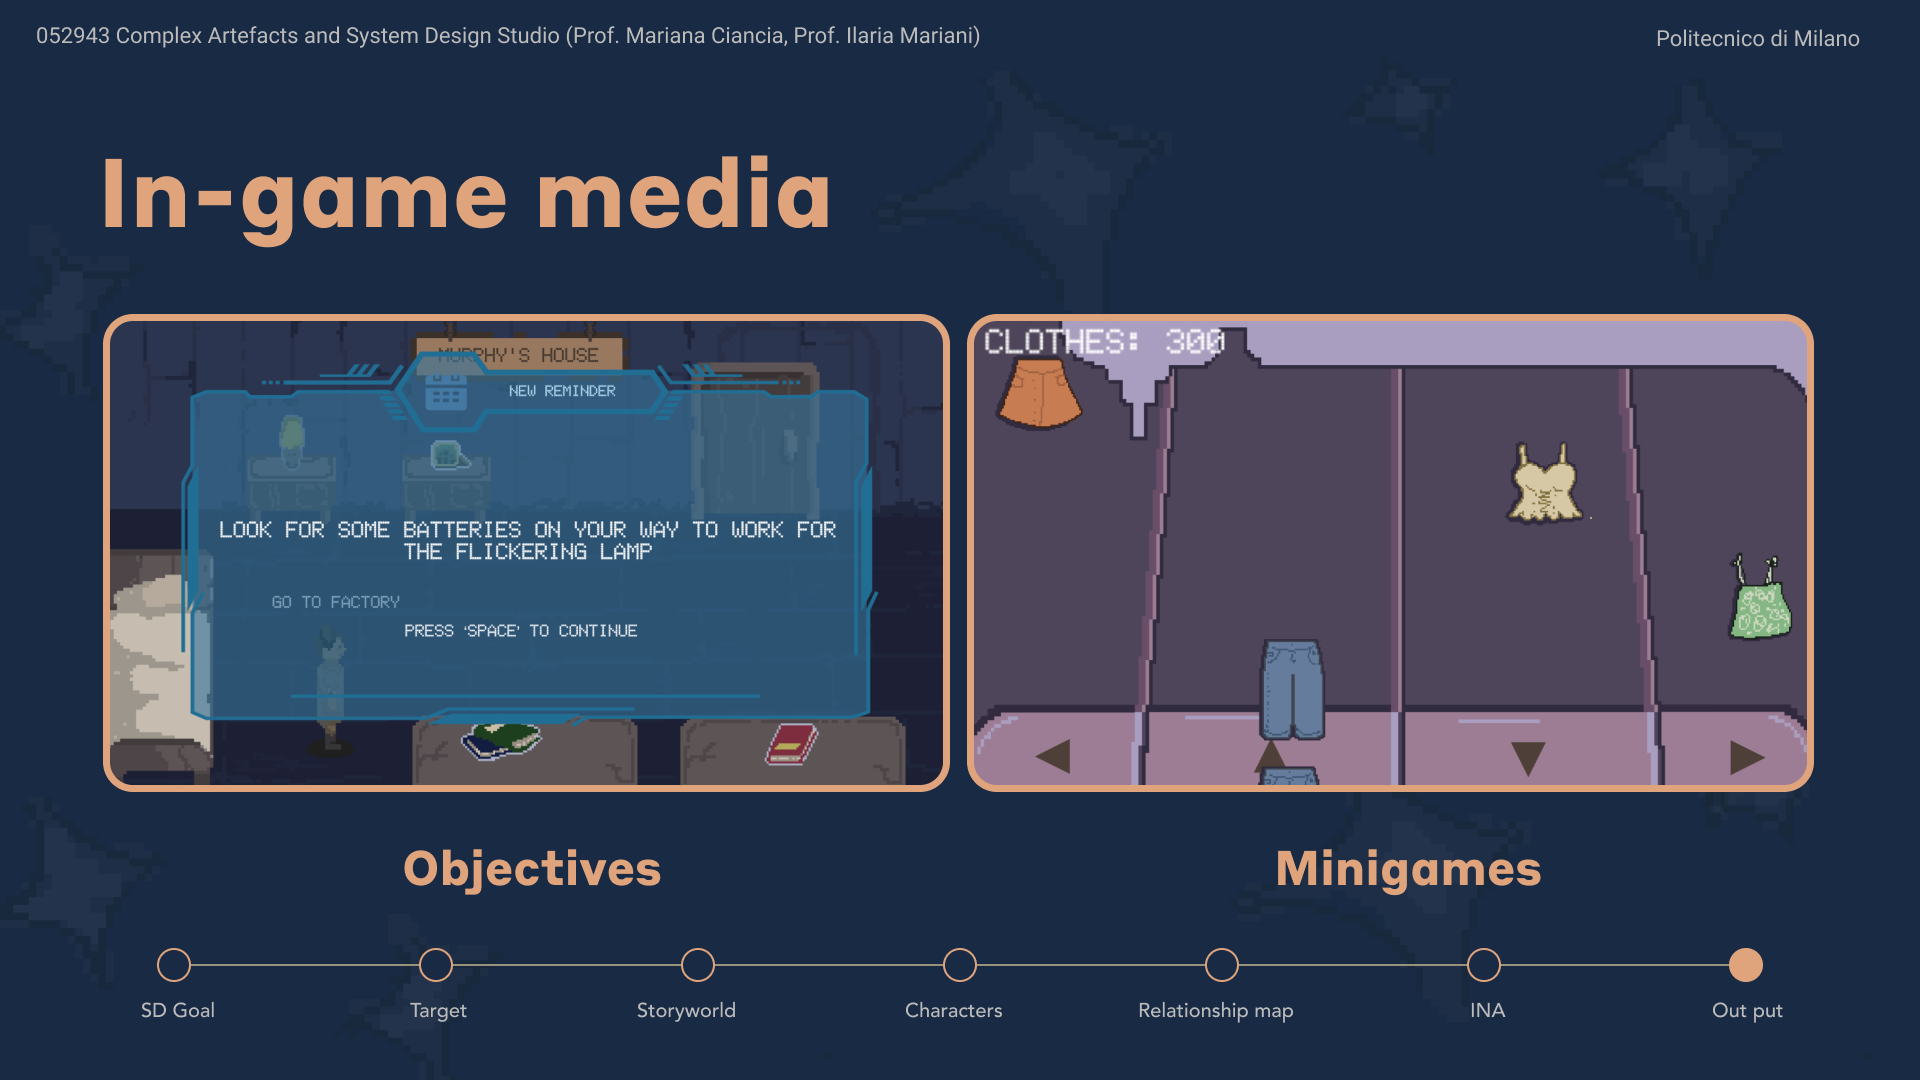 052943 Complex Artefacts and System Design Studio (Prof. Mariana Ciancia, Prof. Ilaria Mariani)
Politecnico di Milano
In-game media
MURPHY'S HOUSE
NEW REMINDER
LOOK FOR SOME BATTERIES ON YOUR WAY TO WORK FOR
THE FLICKERING LAMP
GO TO FACTORY
PRESS 'SPACE' TO CONTINUE
CLOTHES: 300
Objectives
Minigames
SD Goal
Target
Storyworld
Characters
Relationship map
INA
Out put